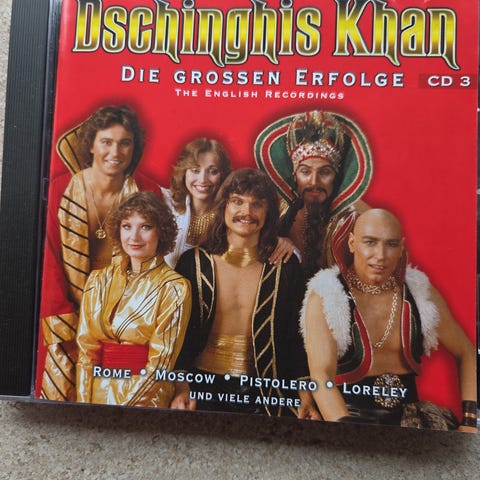 Dschinghis Khan
DIE GROSSEN ERFOLGE CD 3
THE ENGLISH RECORDINGS
ROME • MOSCOW • PISTOLERO • LORELEY
UND VIELE ANDERE